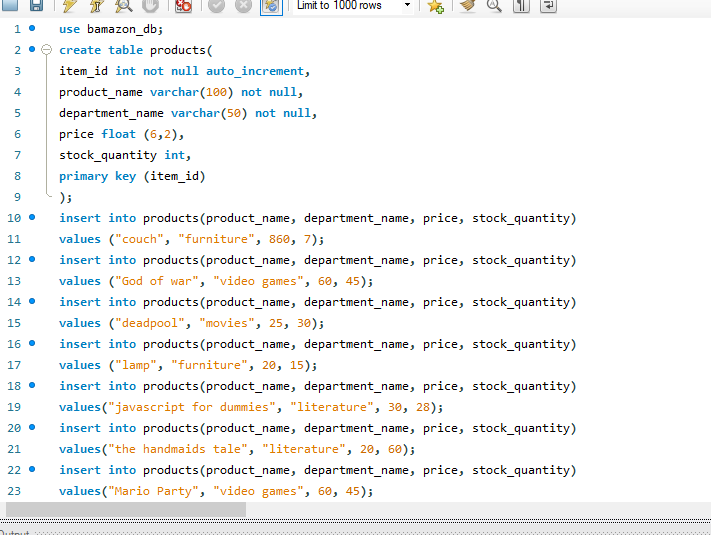 Limit to 1000 rows
1 use bamazon_db;
2 create table products(
3 item_id int not null auto_increment,
4 product_name varchar(100) not null,
5 department_name varchar(50) not null,
6 price float (6,2),
7 stock_quantity int,
8 primary key (item_id)
9 );
10 insert into products(product_name, department_name, price, stock_quantity)
11 values ("couch", "furniture", 860, 7);
12 insert into products(product_name, department_name, price, stock_quantity)
13 values ("God of war", "video games", 60, 45);
14 insert into products(product_name, department_name, price, stock_quantity)
15 values ("deadpool", "movies", 25, 30);
16 insert into products(product_name, department_name, price, stock_quantity)
17 values ("lamp", "furniture", 20, 15);
18 insert into products(product_name, department_name, price, stock_quantity)
19 values("javascript for dummies", "literature", 30, 28);
20 insert into products(product_name, department_name, price, stock_quantity)
21 values("the handmaids tale", "literature", 20, 60);
22 insert into products(product_name, department_name, price, stock_quantity)
23 values("Mario Party", "video games", 60, 45);